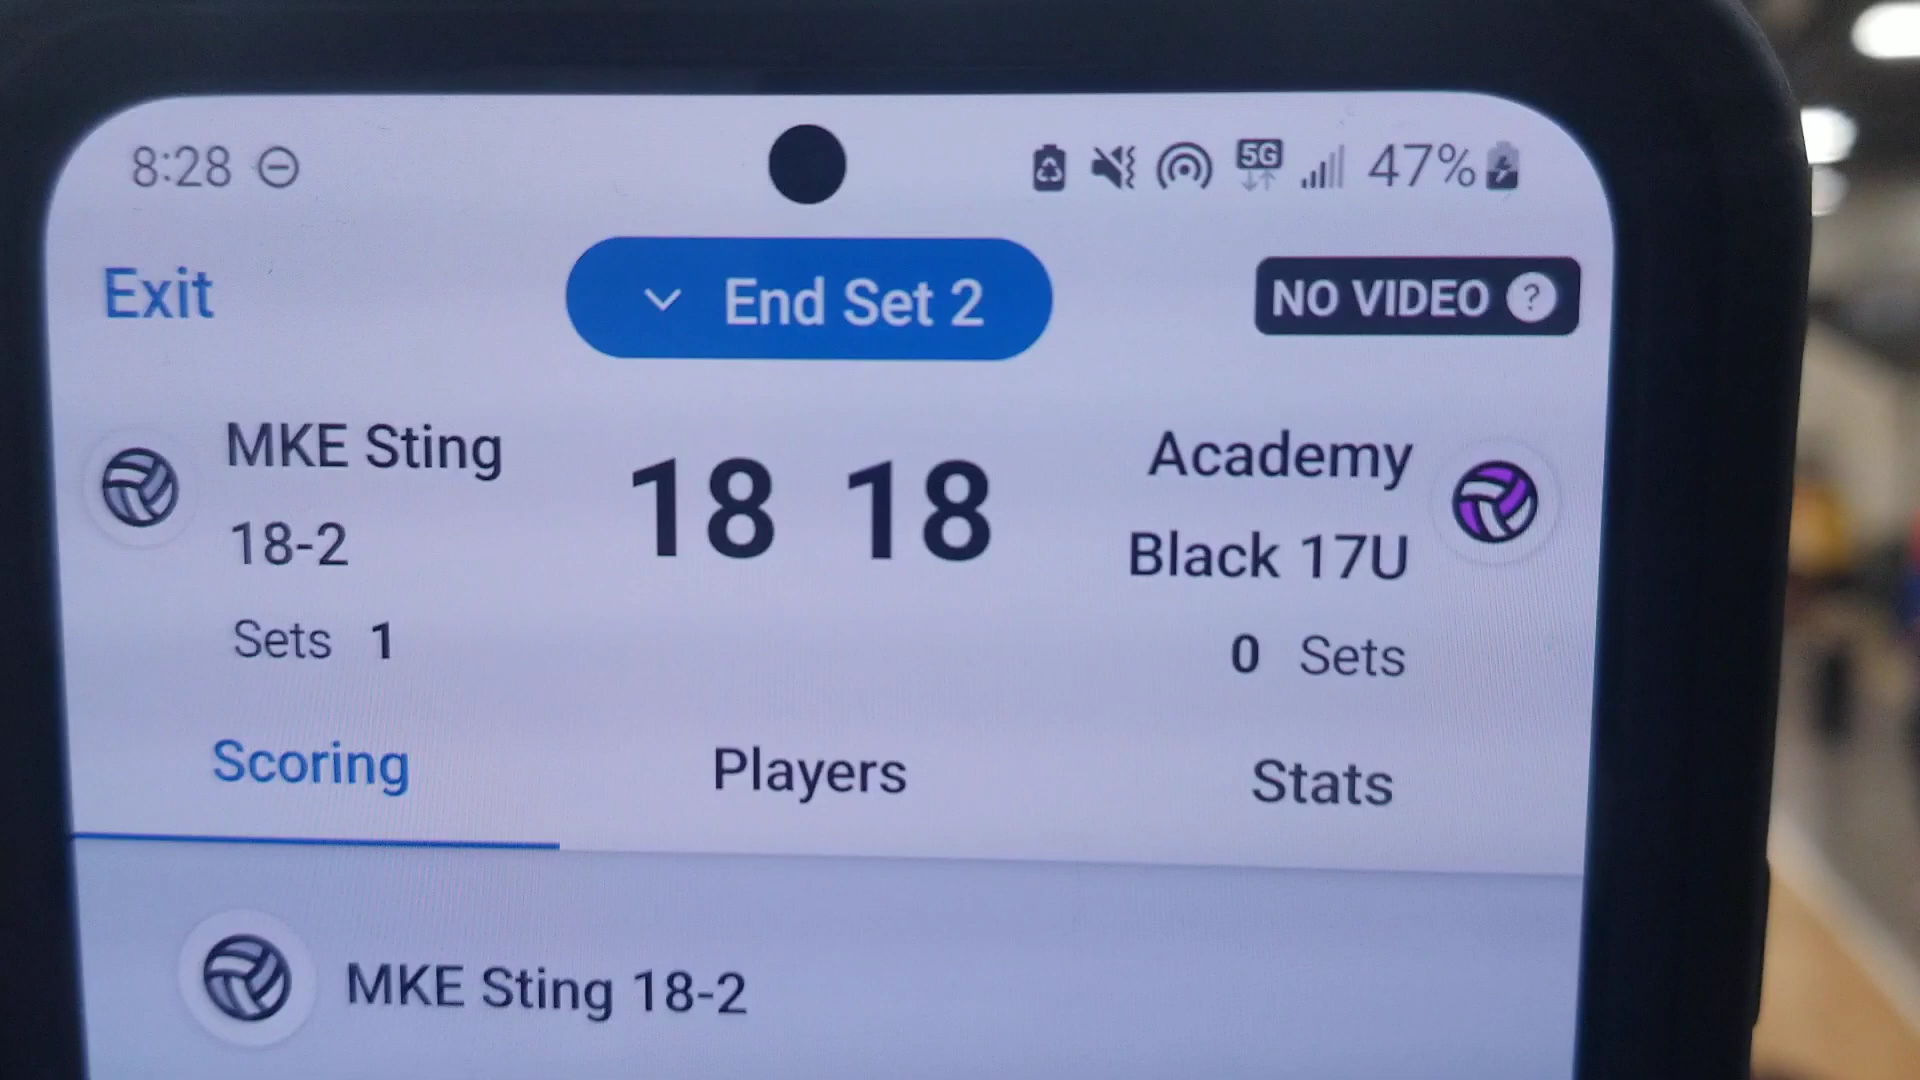 8:28 5G 47%
Exit End Set 2 NO VIDEO ?
MKE Sting 18-2
18 18
Academy Black 17U
Sets 1
0 Sets
Scoring Players Stats
MKE Sting 18-2